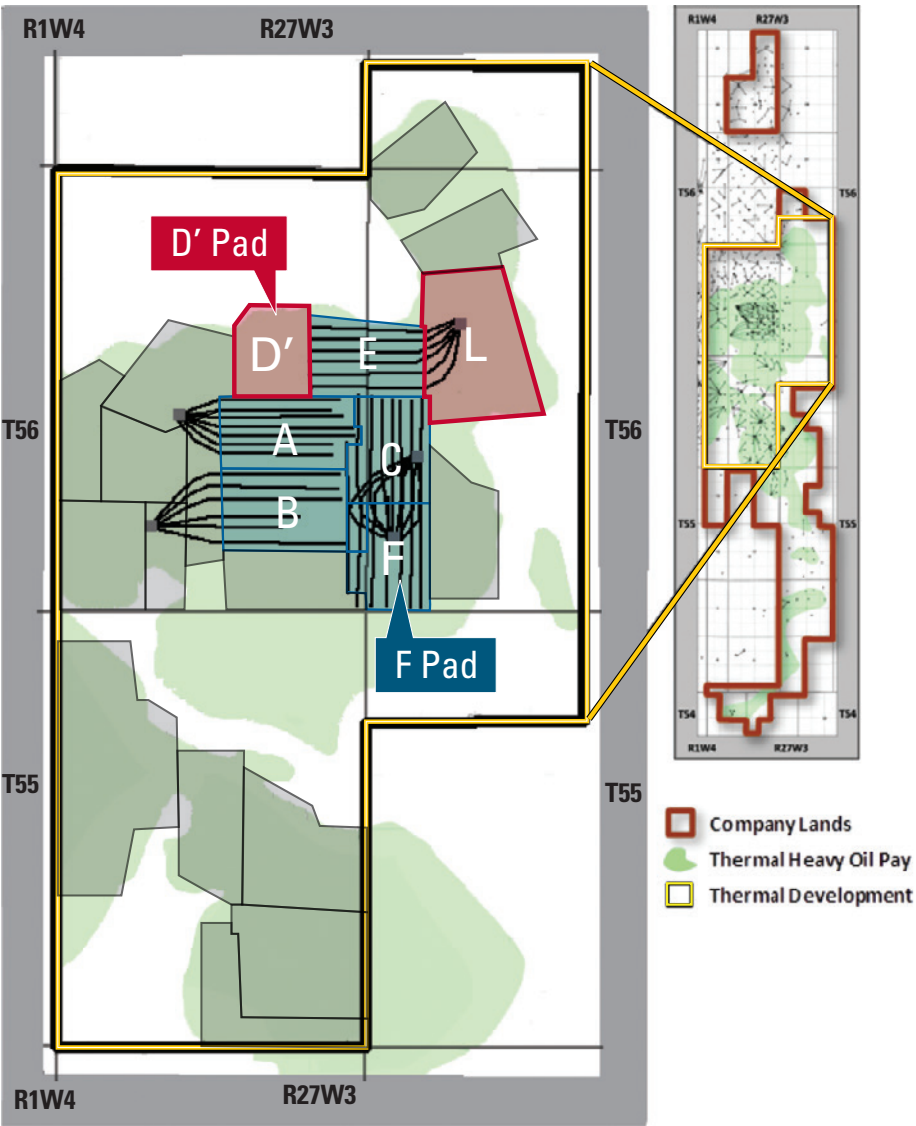 R1W4
R27W3
R1W4
R27W3
D′ Pad
T56
D′
E
L
T56
T56
T56
A
C
B
F
T55
T55
F Pad
T55
T55
T54
T54
R1W4
R27W3
Company Lands
Thermal Heavy Oil Pay
Thermal Development
R1W4
R27W3